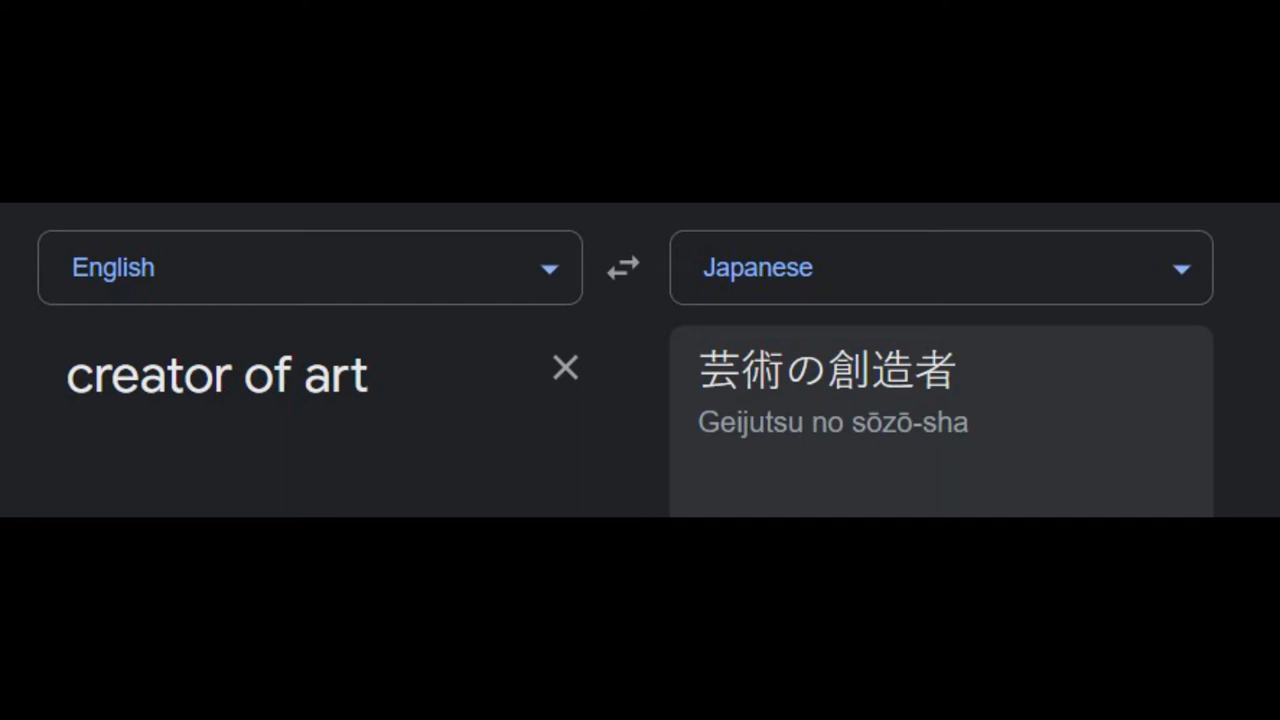 English
Japanese
creator of art
芸術の創造者
Geijutsu no sōzō-sha